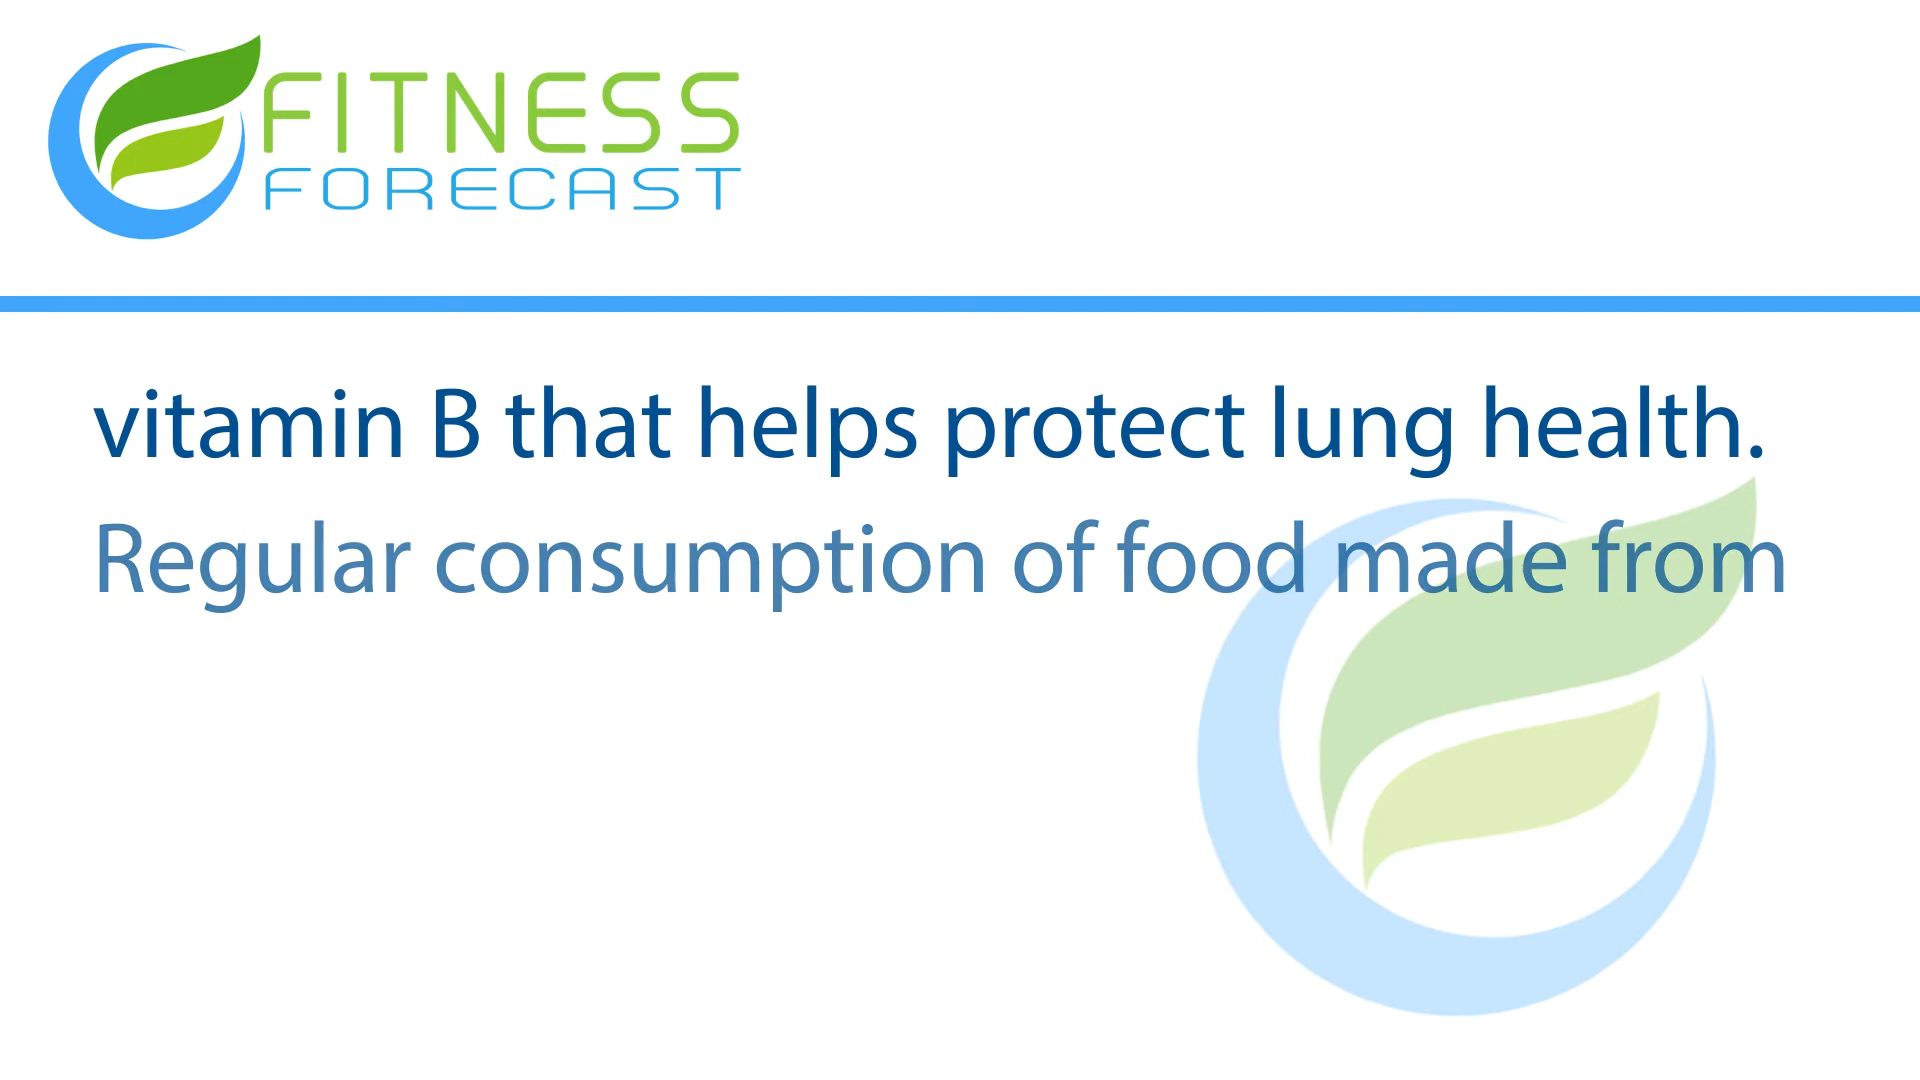 FITNESS
FORECAST
vitamin B that helps protect lung health.
Regular consumption of food made from